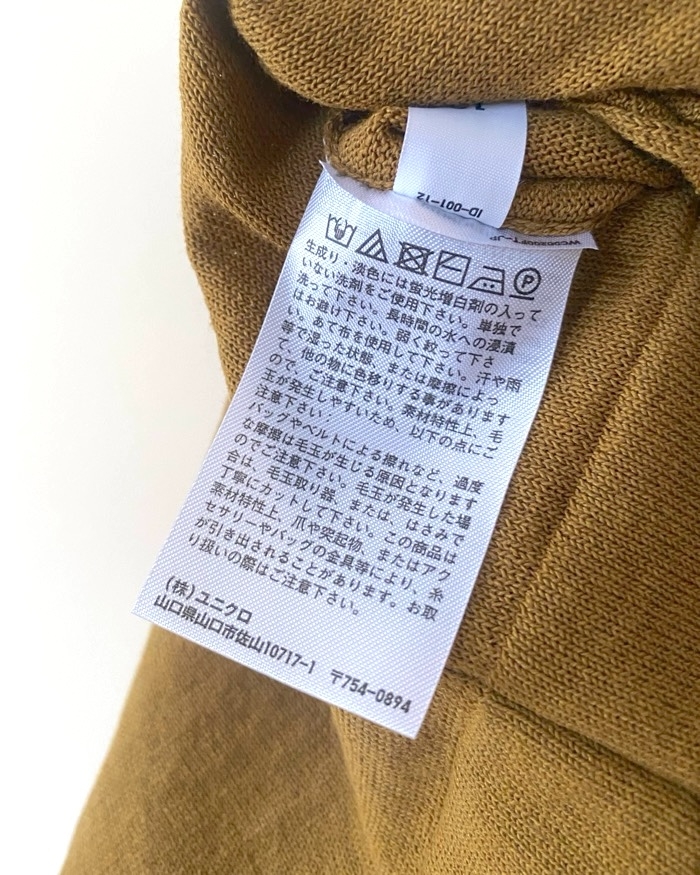 ID-001-12
生成り・淡色には蛍光増白剤の入って
いない洗剤をご使用下さい。単独で
洗って下さい。長時間の水への浸漬
はお避け下さい。弱く絞って下さ
い。あて布を使用して下さい。汗や雨
等で湿った状態、または摩擦によっ
て、他の物に色移りする事があります
ので、ご注意下さい。素材特性上、毛
玉が発生しやすいため、以下の点にご
注意下さい・
バッグやベルトによる擦れなど、過度
な摩擦は毛玉が生じる原因となります
のでご注意下さい。毛玉が発生した場
合は、毛玉取り器、または、はさみで
丁寧にカットして下さい。この商品は
素材特性上、爪や突起物、またはアク
セサリーやバッグの金具等により、糸
が引き出されることがあります。お取
り扱いの際はご注意下さい。
(株)ユニクロ
山口県山口市佐山10717-1 〒754-0894